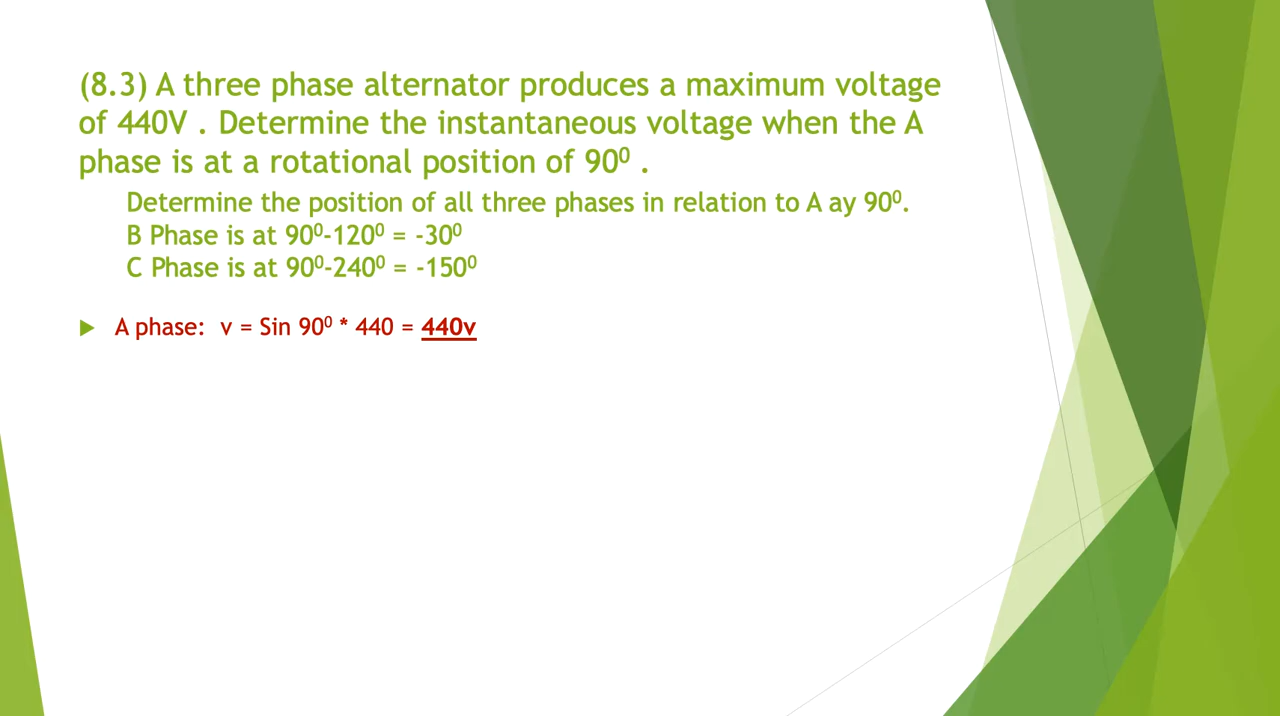 (8.3) A three phase alternator produces a maximum voltage
of 440V . Determine the instantaneous voltage when the A
phase is at a rotational position of 90⁰ .
Determine the position of all three phases in relation to A ay 90⁰.
B Phase is at 90⁰-120⁰ = -30⁰
C Phase is at 90⁰-240⁰ = -150⁰
A phase: v = Sin 90⁰ * 440 = 440v